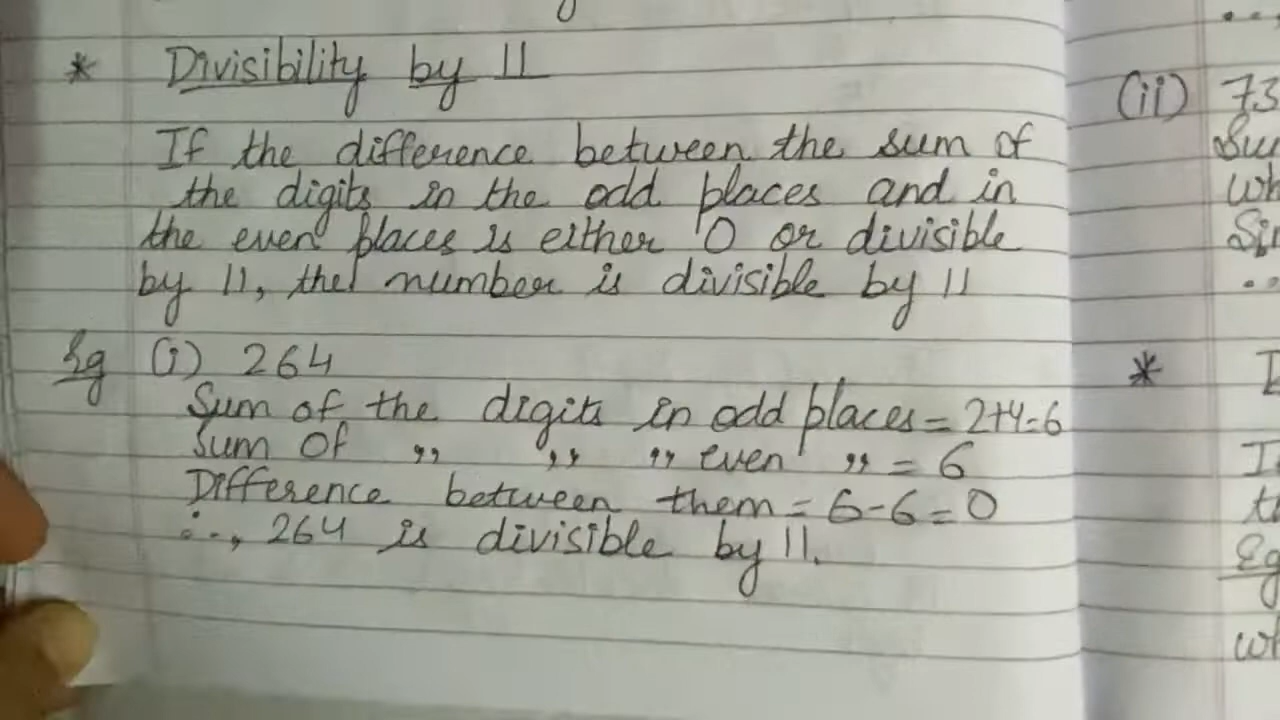 * Divisibility by 11
If the difference between the sum of
the digits in the odd places and in
the even places is either 0 or divisible
by 11, the number is divisible by 11
Eg (i) 264
Sum of the digits in odd places = 2+4=6
Sum of ,, ,, ,, even ,, = 6
Difference between them = 6-6=0
∴, 264 is divisible by 11.
(ii) 73
*
Eg